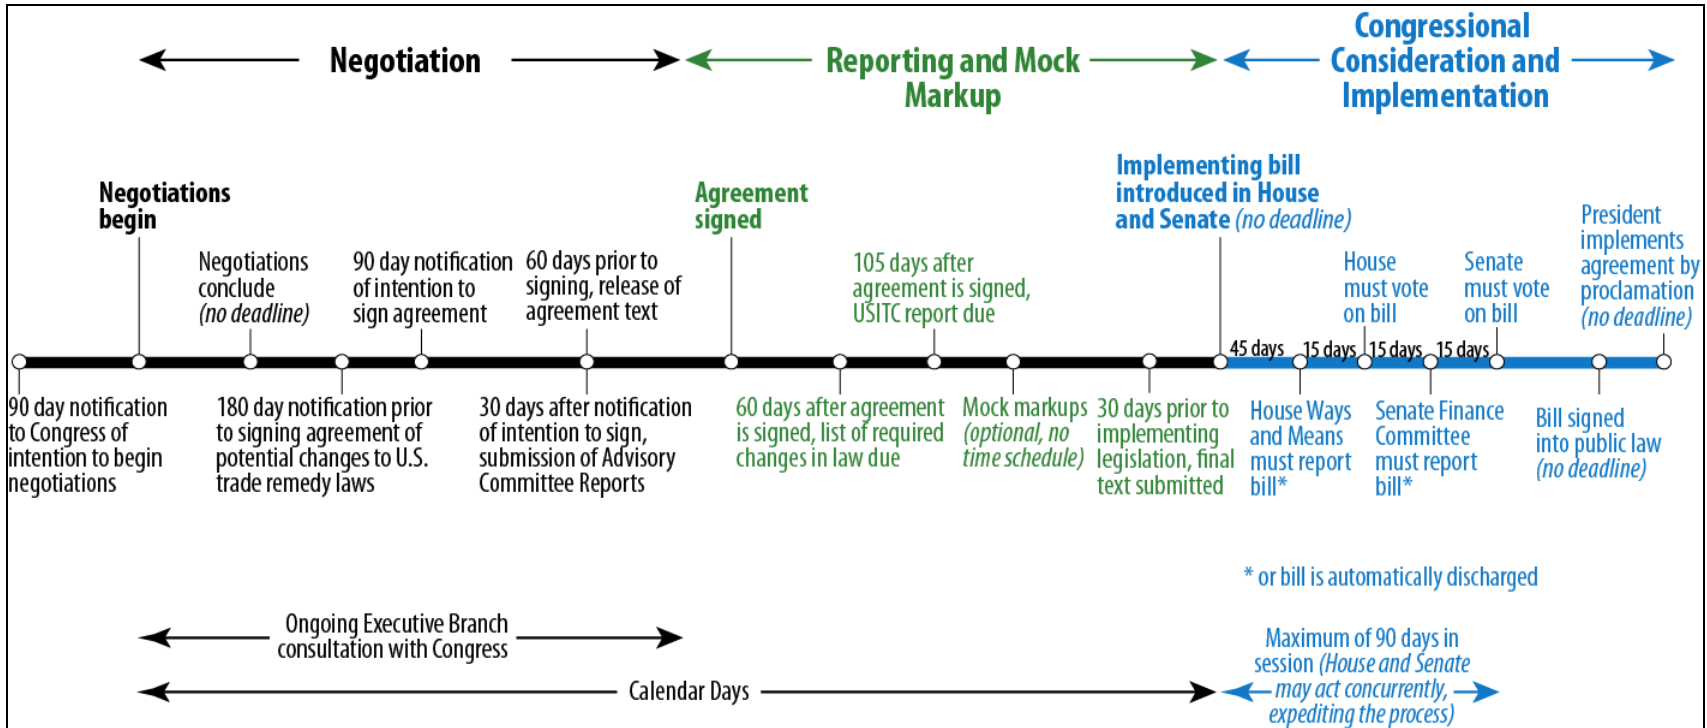 Negotiation
Reporting and Mock
Markup
Congressional
Consideration and
Implementation
Negotiations
begin
Agreement
signed
Implementing bill
introduced in House
and Senate (no deadline)
Negotiations
conclude
(no deadline)
90 day notification
of intention to
sign agreement
60 days prior to
signing, release of
agreement text
105 days after
agreement is signed,
USITC report due
House
must vote
on bill
Senate
must vote
on bill
President
implements
agreement by
proclamation
(no deadline)
45 days
15 days
15 days
15 days
90 day notification
to Congress of
intention to begin
negotiations
180 day notification prior
to signing agreement of
potential changes to U.S.
trade remedy laws
30 days after notification
of intention to sign,
submission of Advisory
Committee Reports
60 days after agreement
is signed, list of required
changes in law due
Mock markups
(optional, no
time schedule)
30 days prior to
implementing
legislation, final
text submitted
House Ways
and Means
must report
bill*
Senate Finance
Committee
must report
bill*
Bill signed
into public law
(no deadline)
* or bill is automatically discharged
Ongoing Executive Branch
consultation with Congress
Calendar Days
Maximum of 90 days in
session (House and Senate
may act concurrently,
expediting the process)